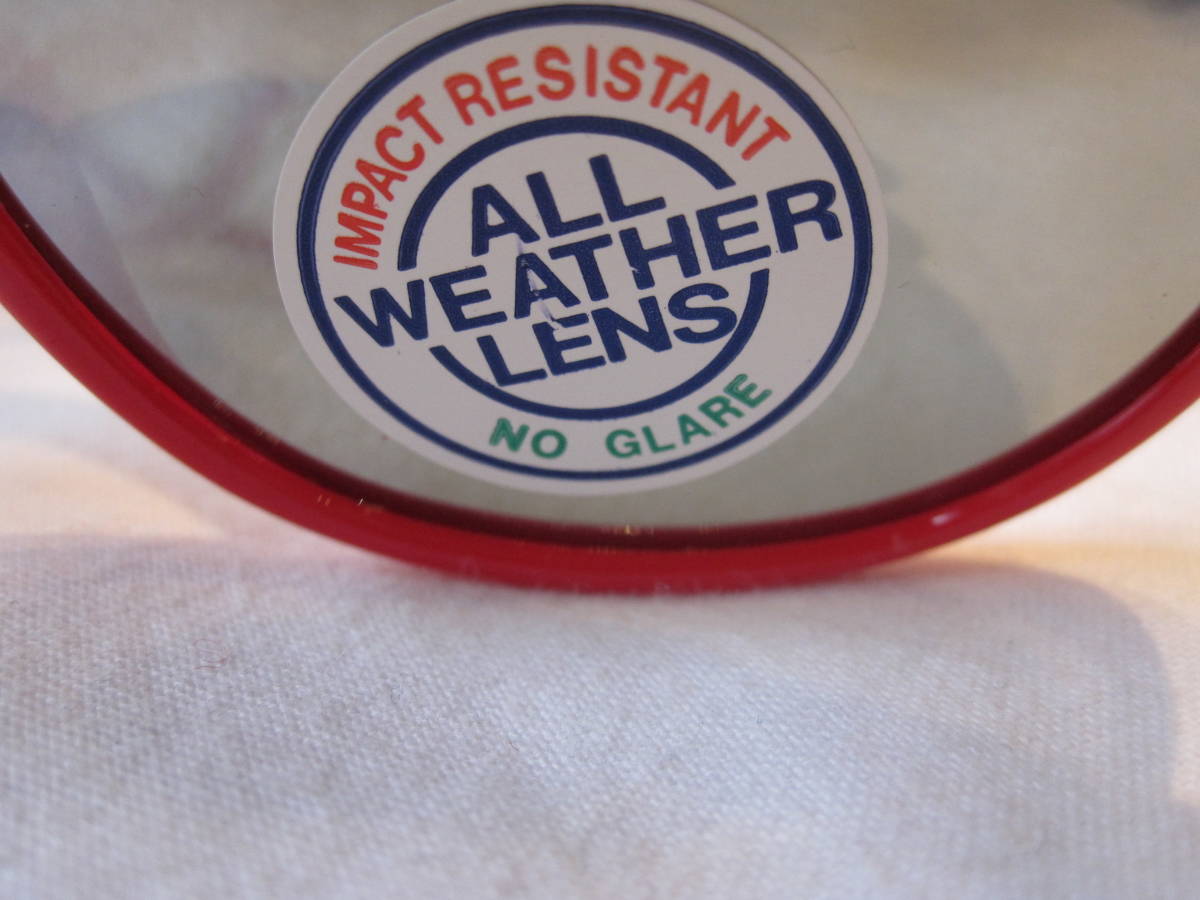 IMPACT RESISTANT
ALL
WEATHER
LENS
NO GLARE